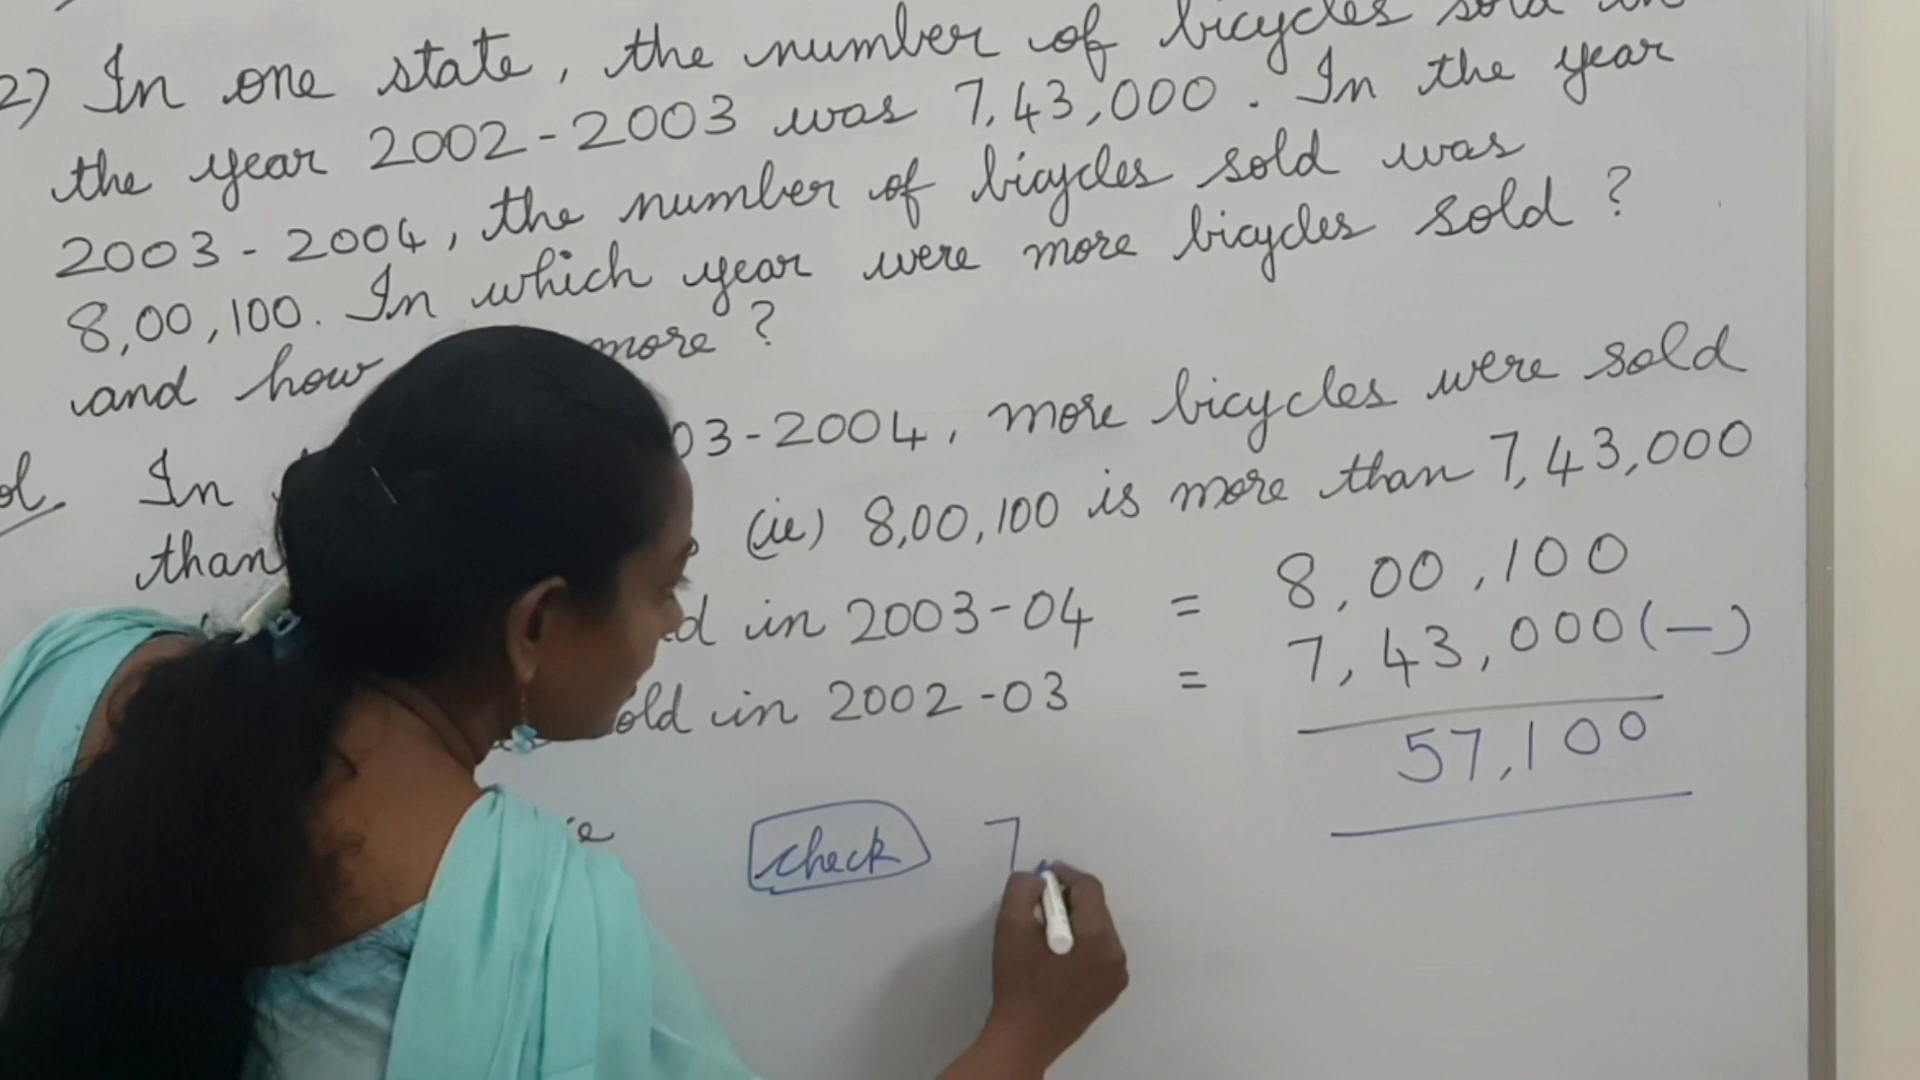 2) In one state, the number of bicycles sold in
the year 2002-2003 was 7,43,000. In the year
2003-2004, the number of bicycles sold was
8,00,100. In which year were more bicycles sold?
and how more?
In 03-2004, more bicycles were sold
than (ie) 8,00,100 is more than 7,43,000
in 2003-04 = 8,00,100
old in 2002-03 = 7,43,000(-)
57,100
check 7,